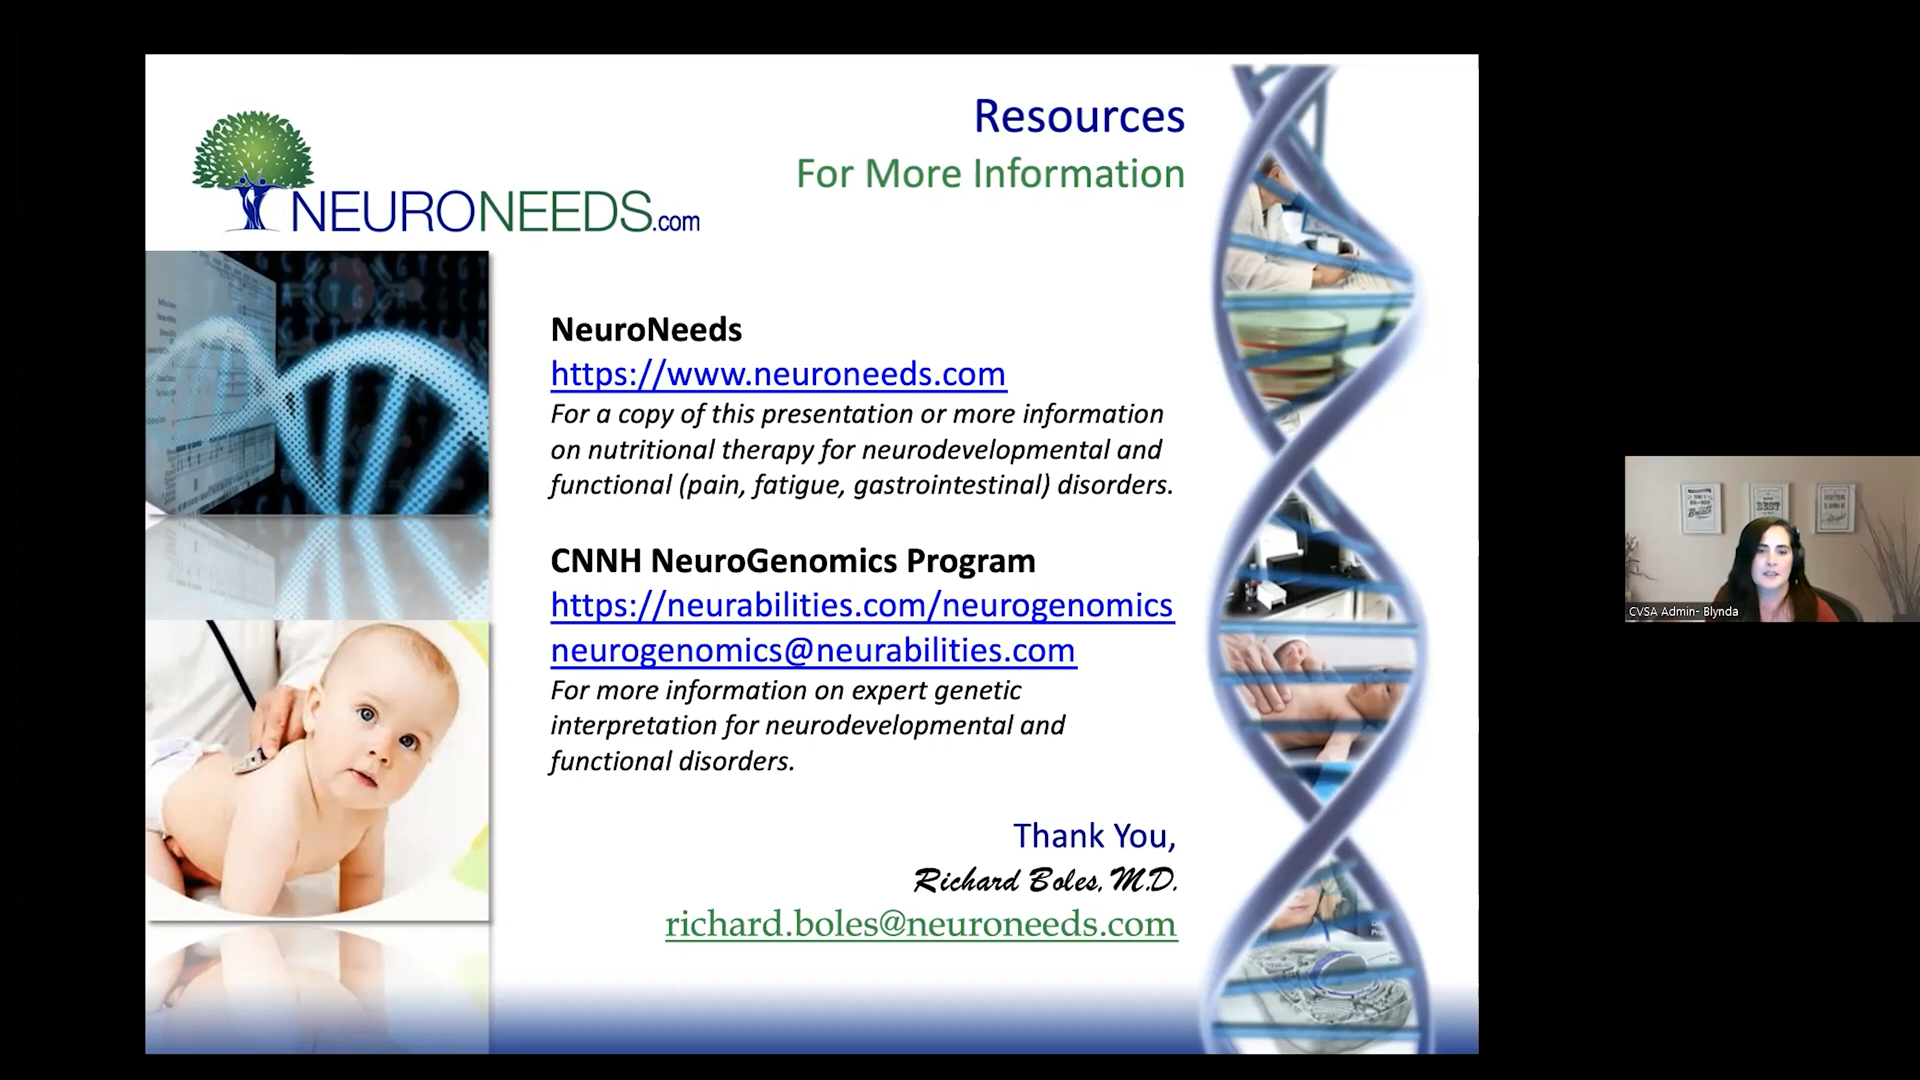 Resources
For More Information
NEURONEEDS.com
NeuroNeeds
https://www.neuroneeds.com
For a copy of this presentation or more information
on nutritional therapy for neurodevelopmental and
functional (pain, fatigue, gastrointestinal) disorders.
CNNH NeuroGenomics Program
https://neurabilities.com/neurogenomics
neurogenomics@neurabilities.com
For more information on expert genetic
interpretation for neurodevelopmental and
functional disorders.
Thank You,
Richard Boles, M.D.
richard.boles@neuroneeds.com
Breath
BEST
CVSA Admin- Blynda